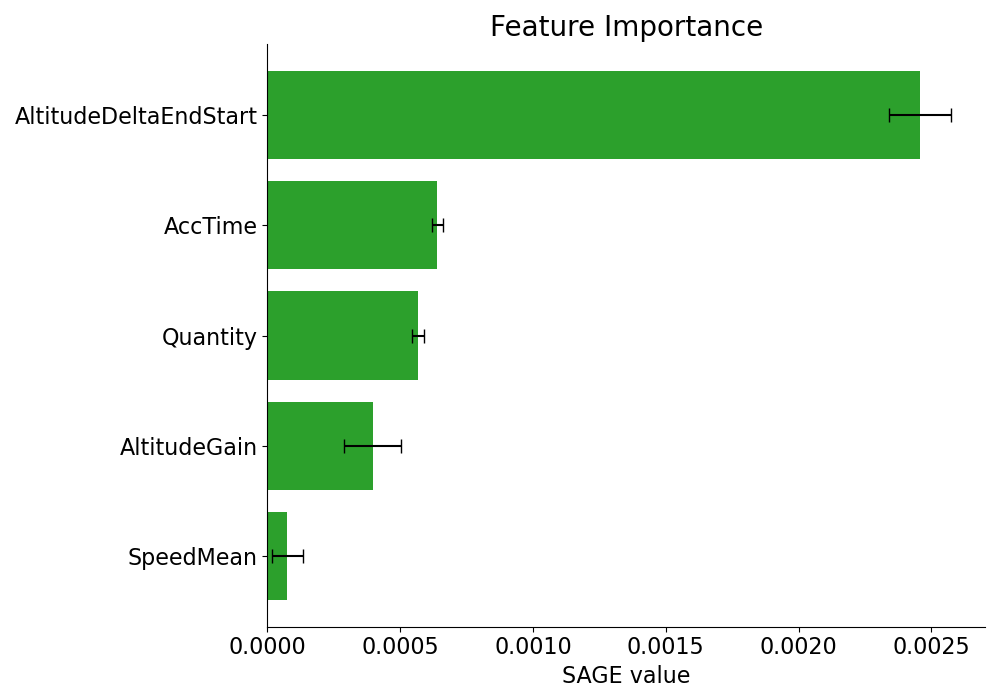 Feature Importance
AltitudeDeltaEndStart
AccTime
Quantity
AltitudeGain
SpeedMean
0.0000 0.0005 0.0010 0.0015 0.0020 0.0025
SAGE value